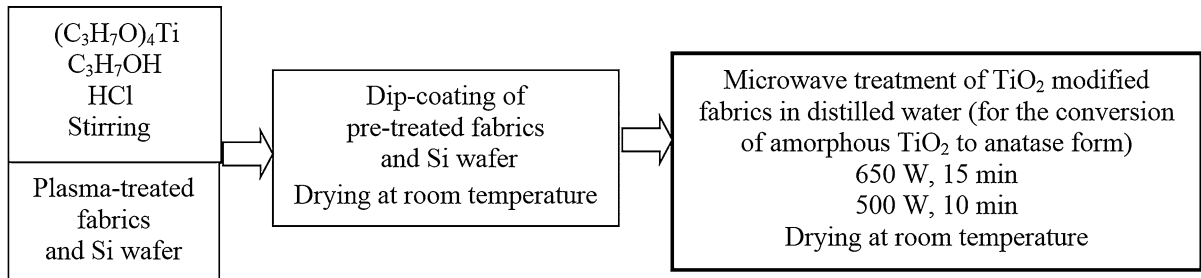 (C₃H₇O)₄Ti
C₃H₇OH
HCl
Stirring
Plasma-treated
fabrics
and Si wafer
Dip-coating of
pre-treated fabrics
and Si wafer
Drying at room temperature
Microwave treatment of TiO₂ modified
fabrics in distilled water (for the conversion
of amorphous TiO₂ to anatase form)
650 W, 15 min
500 W, 10 min
Drying at room temperature